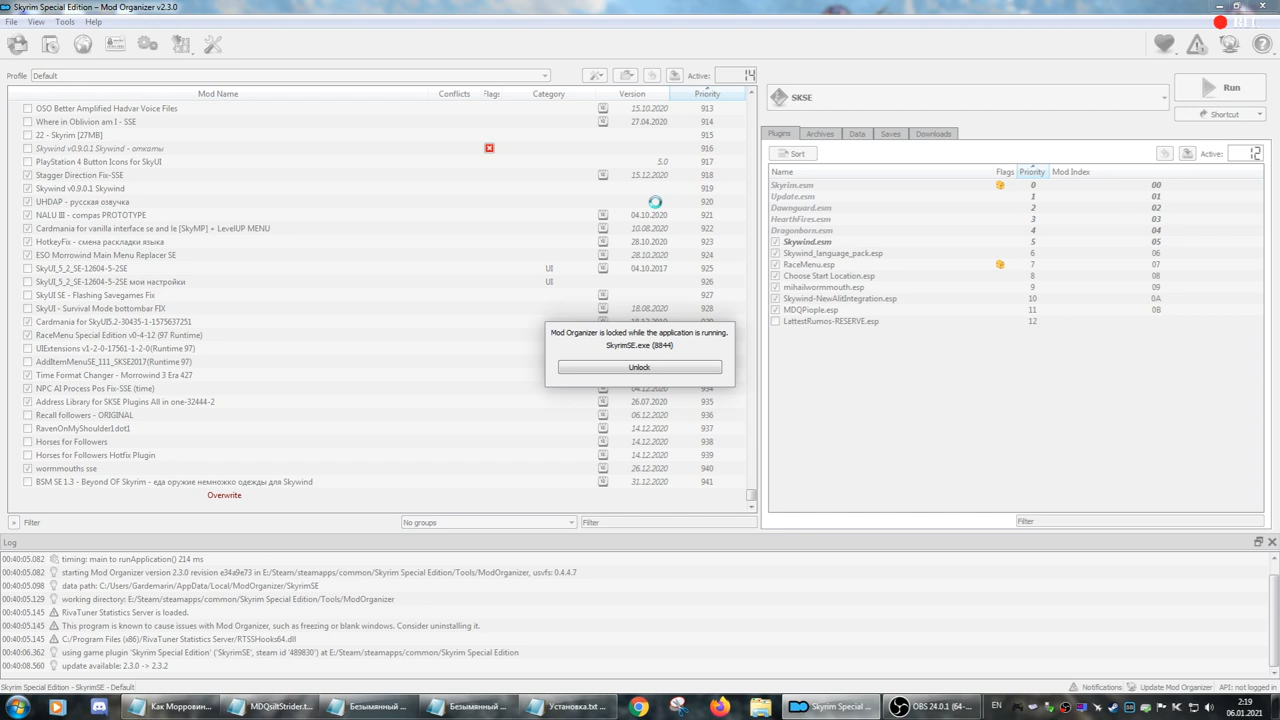 Skyrim Special Edition – Mod Organizer v2.3.0
File View Tools Help
Profile Default Active: 14
Mod Name Conflicts Flags Category Version Priority
OSO Better Amplified Hadvar Voice Files 15.10.2020 913
Where in Oblivion am I - SSE 27.04.2020 914
22 - Skyrim [27MB] 915
Skywind v0.9.0.1 Skywind - откаты 916
PlayStation 4 Button Icons for SkyUI 5.0 917
Stagger Direction Fix-SSE 15.12.2020 918
Skywind v0.9.0.1 Skywind 919
UHDAP - русская озвучка 920
NALU III - compas PROTOTYPE 04.10.2020 921
Cardmania for vanilla interface se and le [SkyMP] + LevelUP MENU 10.08.2020 922
HotkeyFix - смена раскладки языка 28.10.2020 923
ESO Morrowind Main Menu Replacer SE 28.10.2020 924
SkyUI_5_2_SE-12604-5-2SE UI 04.10.2017 925
SkyUI_5_2_SE-12604-5-2SE мои настройки UI 926
SkyUI SE - Flashing Savegames Fix 927
SkyUI - Survival Mode bottombar FIX 18.08.2020 928
Cardmania for SkyUI5.2-30435-1-1575637251
RaceMenu Special Edition v0-4-12 (97 Runtime)
UIExtensions v1-2-0-17561-1-2-0(Runtime 97)
AddItemMenuSE_111_SKSE2017(Runtime 97)
Time Format Changer - Morrowind 3 Era 427
NPC AI Process Pos Fix-SSE (time) 04.12.2020 934
Address Library for SKSE Plugins All in one-32444-2 26.07.2020 935
Recall followers - ORIGINAL 06.12.2020 936
RavenOnMyShoulder1dot1 14.12.2020 937
Horses for Followers 14.12.2020 938
Horses for Followers Hotfix Plugin 14.12.2020 939
wormmouths sse 26.12.2020 940
BSM SE 1.3 - Beyond OF Skyrim - еда оружие немножко одежды для Skywind 31.12.2020 941
Overwrite
» Filter No groups Filter
SKSE
Run
Shortcut
Plugins Archives Data Saves Downloads
Sort Active: 12
Name Flags Priority Mod Index
Skyrim.esm 0 00
Update.esm 1 01
Dawnguard.esm 2 02
HearthFires.esm 3 03
Dragonborn.esm 4 04
Skywind.esm 5 05
Skywind_language_pack.esp 6 06
RaceMenu.esp 7 07
Choose Start Location.esp 8 08
mihailwormmouth.esp 9 09
Skywind-NewAlitIntegration.esp 10 0A
MDQPiople.esp 11 0B
LattestRumos-RESERVE.esp 12
Filter
Mod Organizer is locked while the application is running.
SkyrimSE.exe (8844)
Unlock
Log
00:40:05.082 timing: main to runApplication() 214 ms
00:40:05.082 starting Mod Organizer version 2.3.0 revision e34a9e73 in E:/Steam/steamapps/common/Skyrim Special Edition/Tools/ModOrganizer, usvfs: 0.4.4.7
00:40:05.098 data path: C:/Users/Gardemarin/AppData/Local/ModOrganizer/SkyrimSE
00:40:05.129 working directory: E:/Steam/steamapps/common/Skyrim Special Edition/Tools/ModOrganizer
00:40:05.145 RivaTuner Statistics Server is loaded.
00:40:05.145 This program is known to cause issues with Mod Organizer, such as freezing or blank windows. Consider uninstalling it.
00:40:05.145 C:/Program Files (x86)/RivaTuner Statistics Server/RTSSHooks64.dll
00:40:06.362 using game plugin 'Skyrim Special Edition' ('SkyrimSE', steam id '489830') at E:/Steam/steamapps/common/Skyrim Special Edition
00:40:08.560 update available: 2.3.0 -> 2.3.2
Skyrim Special Edition - SkyrimSE - Default Notifications: Update Mod Organizer API: not logged in
Как Морровин... MDQsiltStrider.t... Безымянный ... Безымянный ... Установка.txt ... Skyrim Special ... OBS 24.0.1 (64-... EN 2:19
06.01.2021